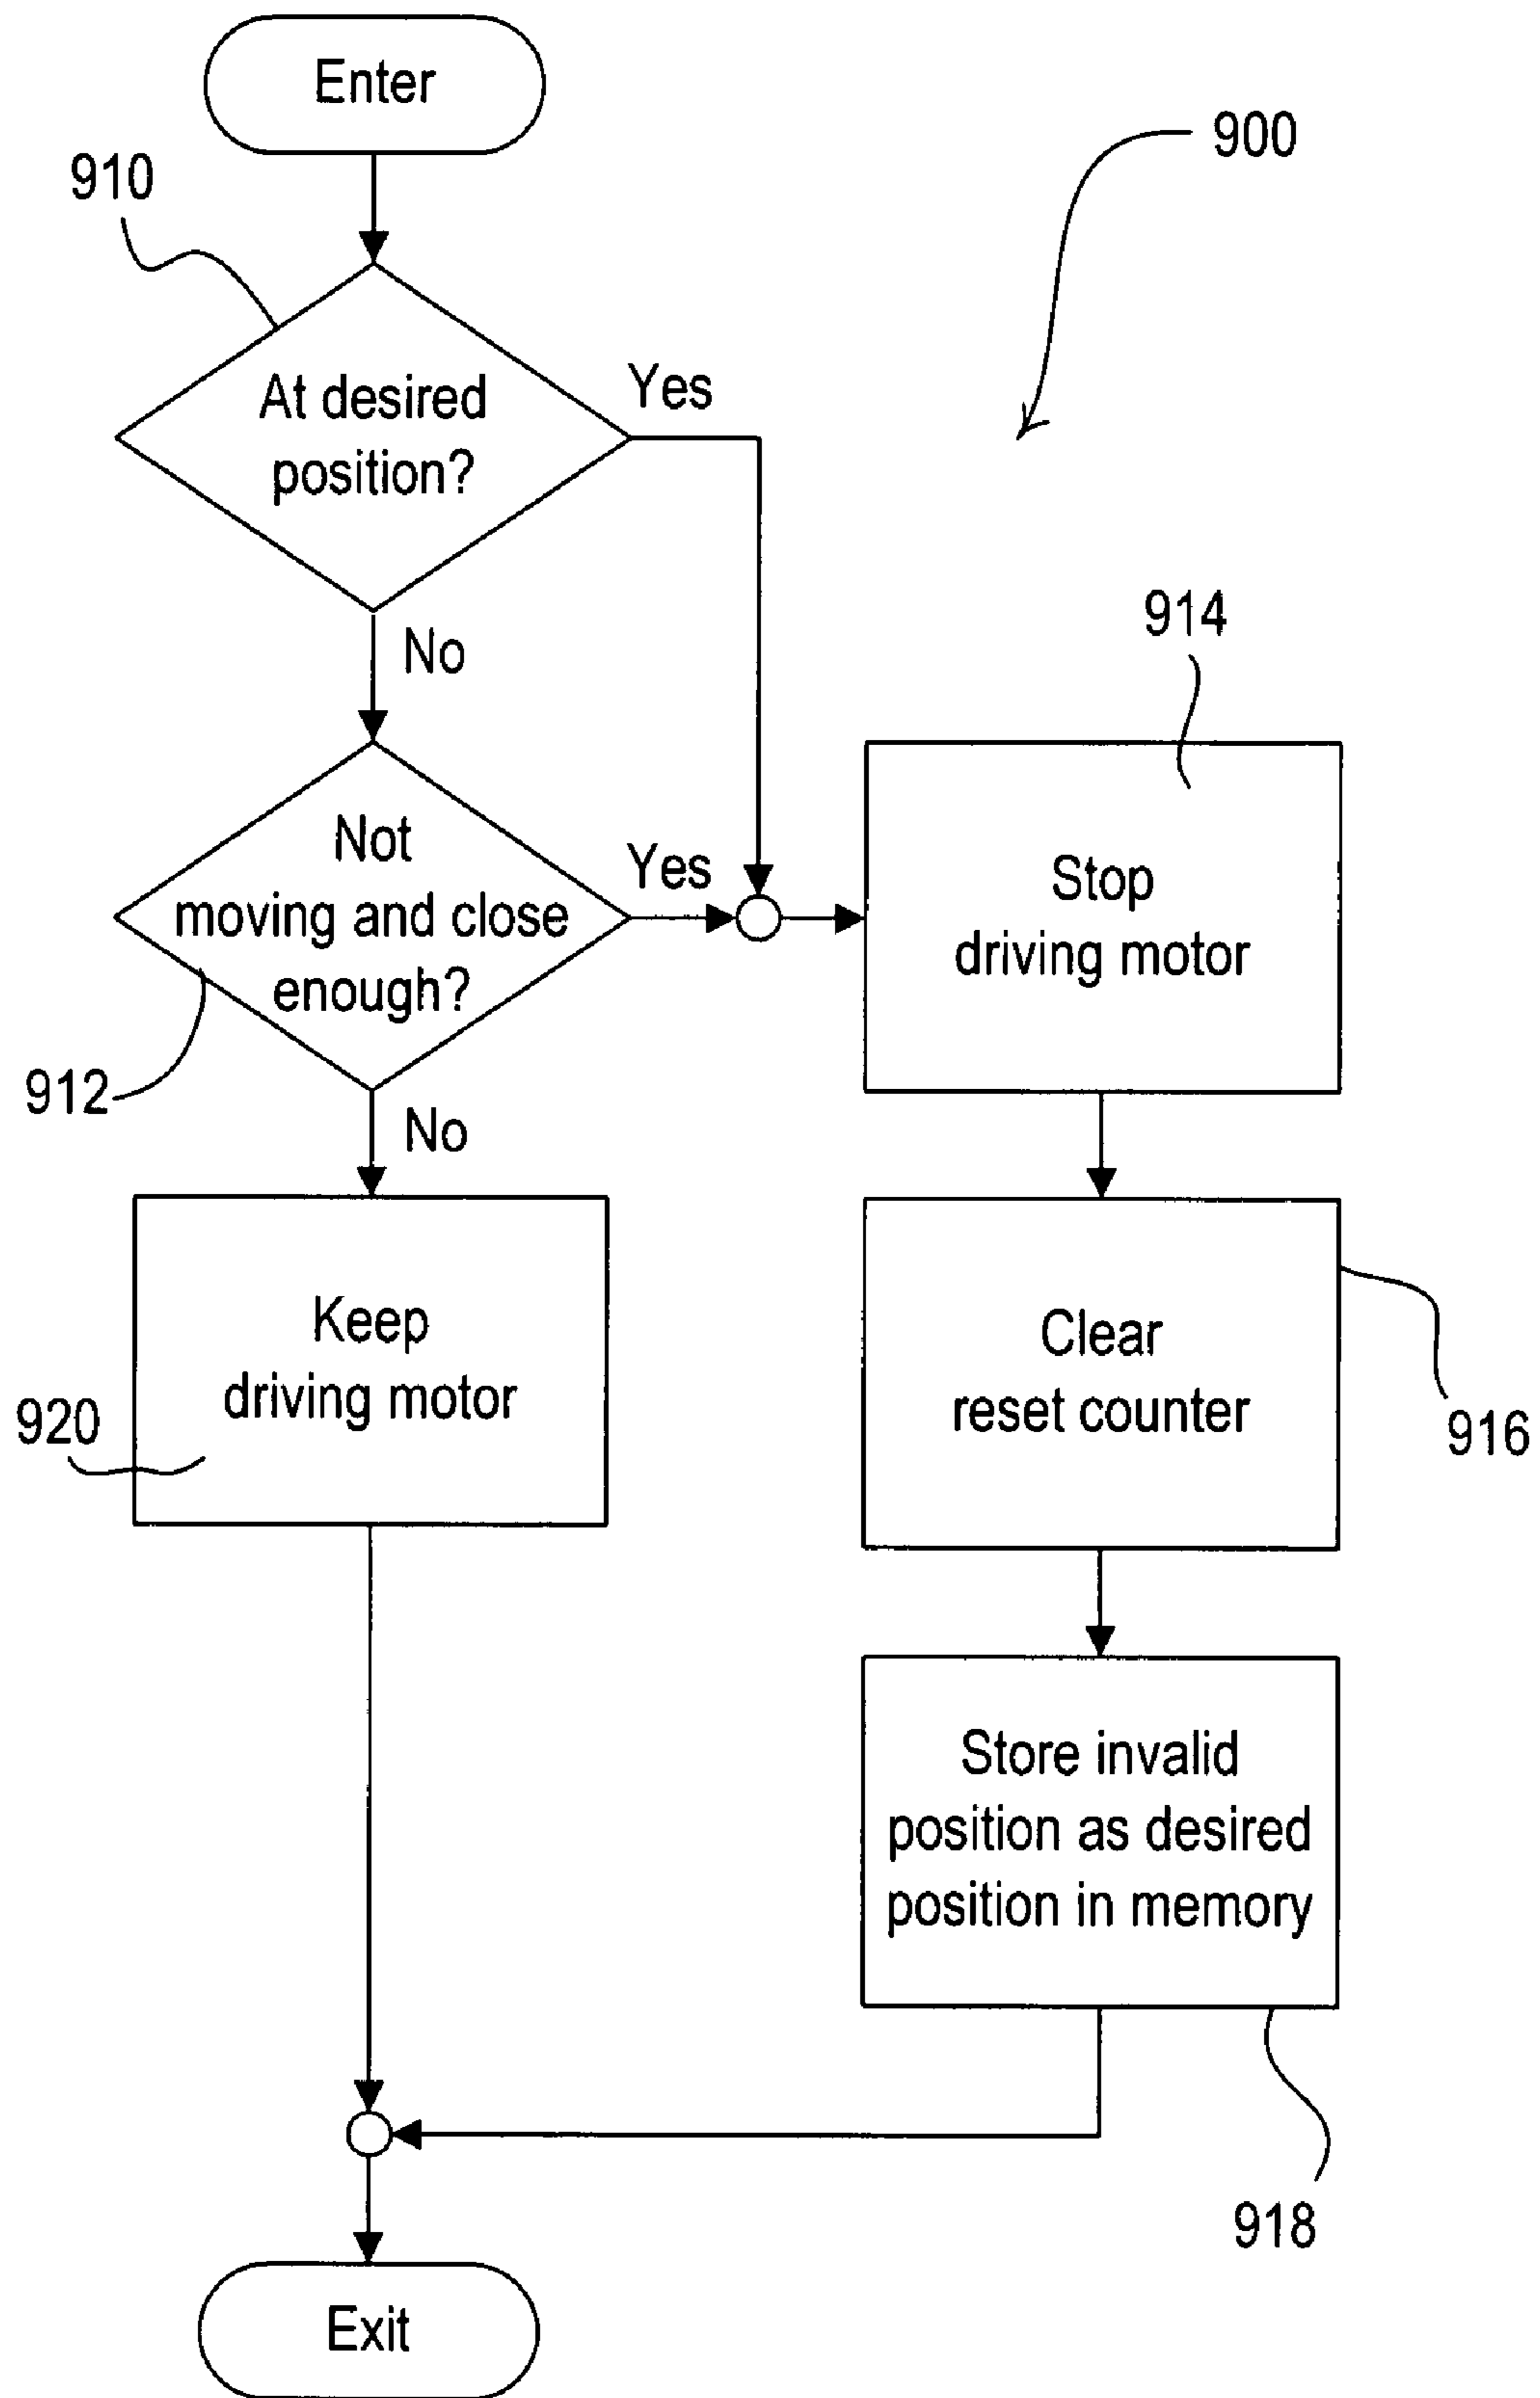 Enter
900
910
At desired
position?
Yes
No
914
Not
moving and close
enough?
Yes
912
No
Stop
driving motor
Keep
driving motor
920
Clear
reset counter
916
Store invalid
position as desired
position in memory
918
Exit